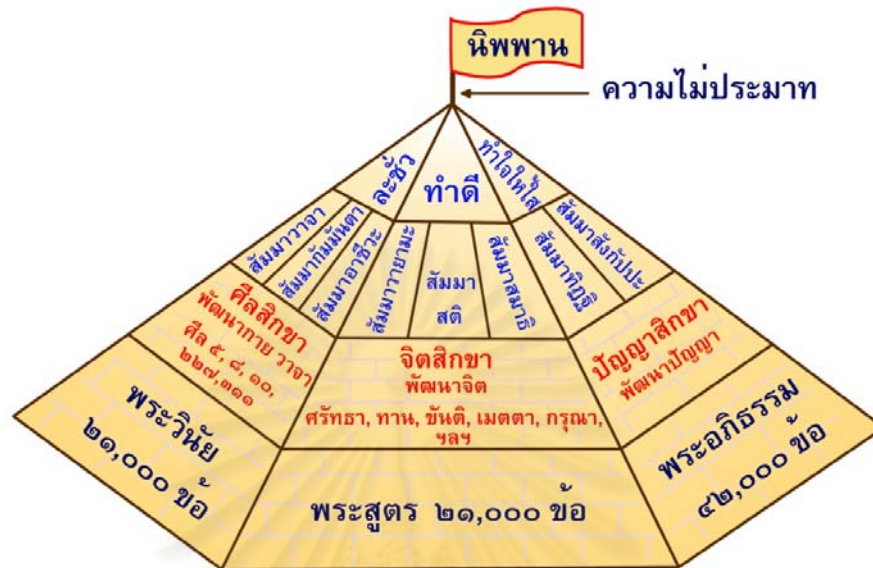 นิพพาน
ความไม่ประมาท
ละชั่ว
ทำดี
ทำใจให้ใส
สัมมาวาจา
สัมมากัมมันตา
สัมมาอาชีวะ
สัมมาวายามะ
สัมมา
สติ
สัมมาสมาธิ
สัมมาทิฏฐิ
สัมมาสังกัปปะ
ศีลสิกขา
พัฒนากาย วาจา
ศีล ๕, ๘, ๑๐,
๒๒๗,๓๑๑
จิตสิกขา
พัฒนาจิต
ศรัทธา, ทาน, ขันติ, เมตตา, กรุณา,
ฯลฯ
ปัญญาสิกขา
พัฒนาปัญญา
พระวินัย
๒๑,๐๐๐ ข้อ
พระสูตร ๒๑,๐๐๐ ข้อ
พระอภิธรรม
๔๒,๐๐๐ ข้อ